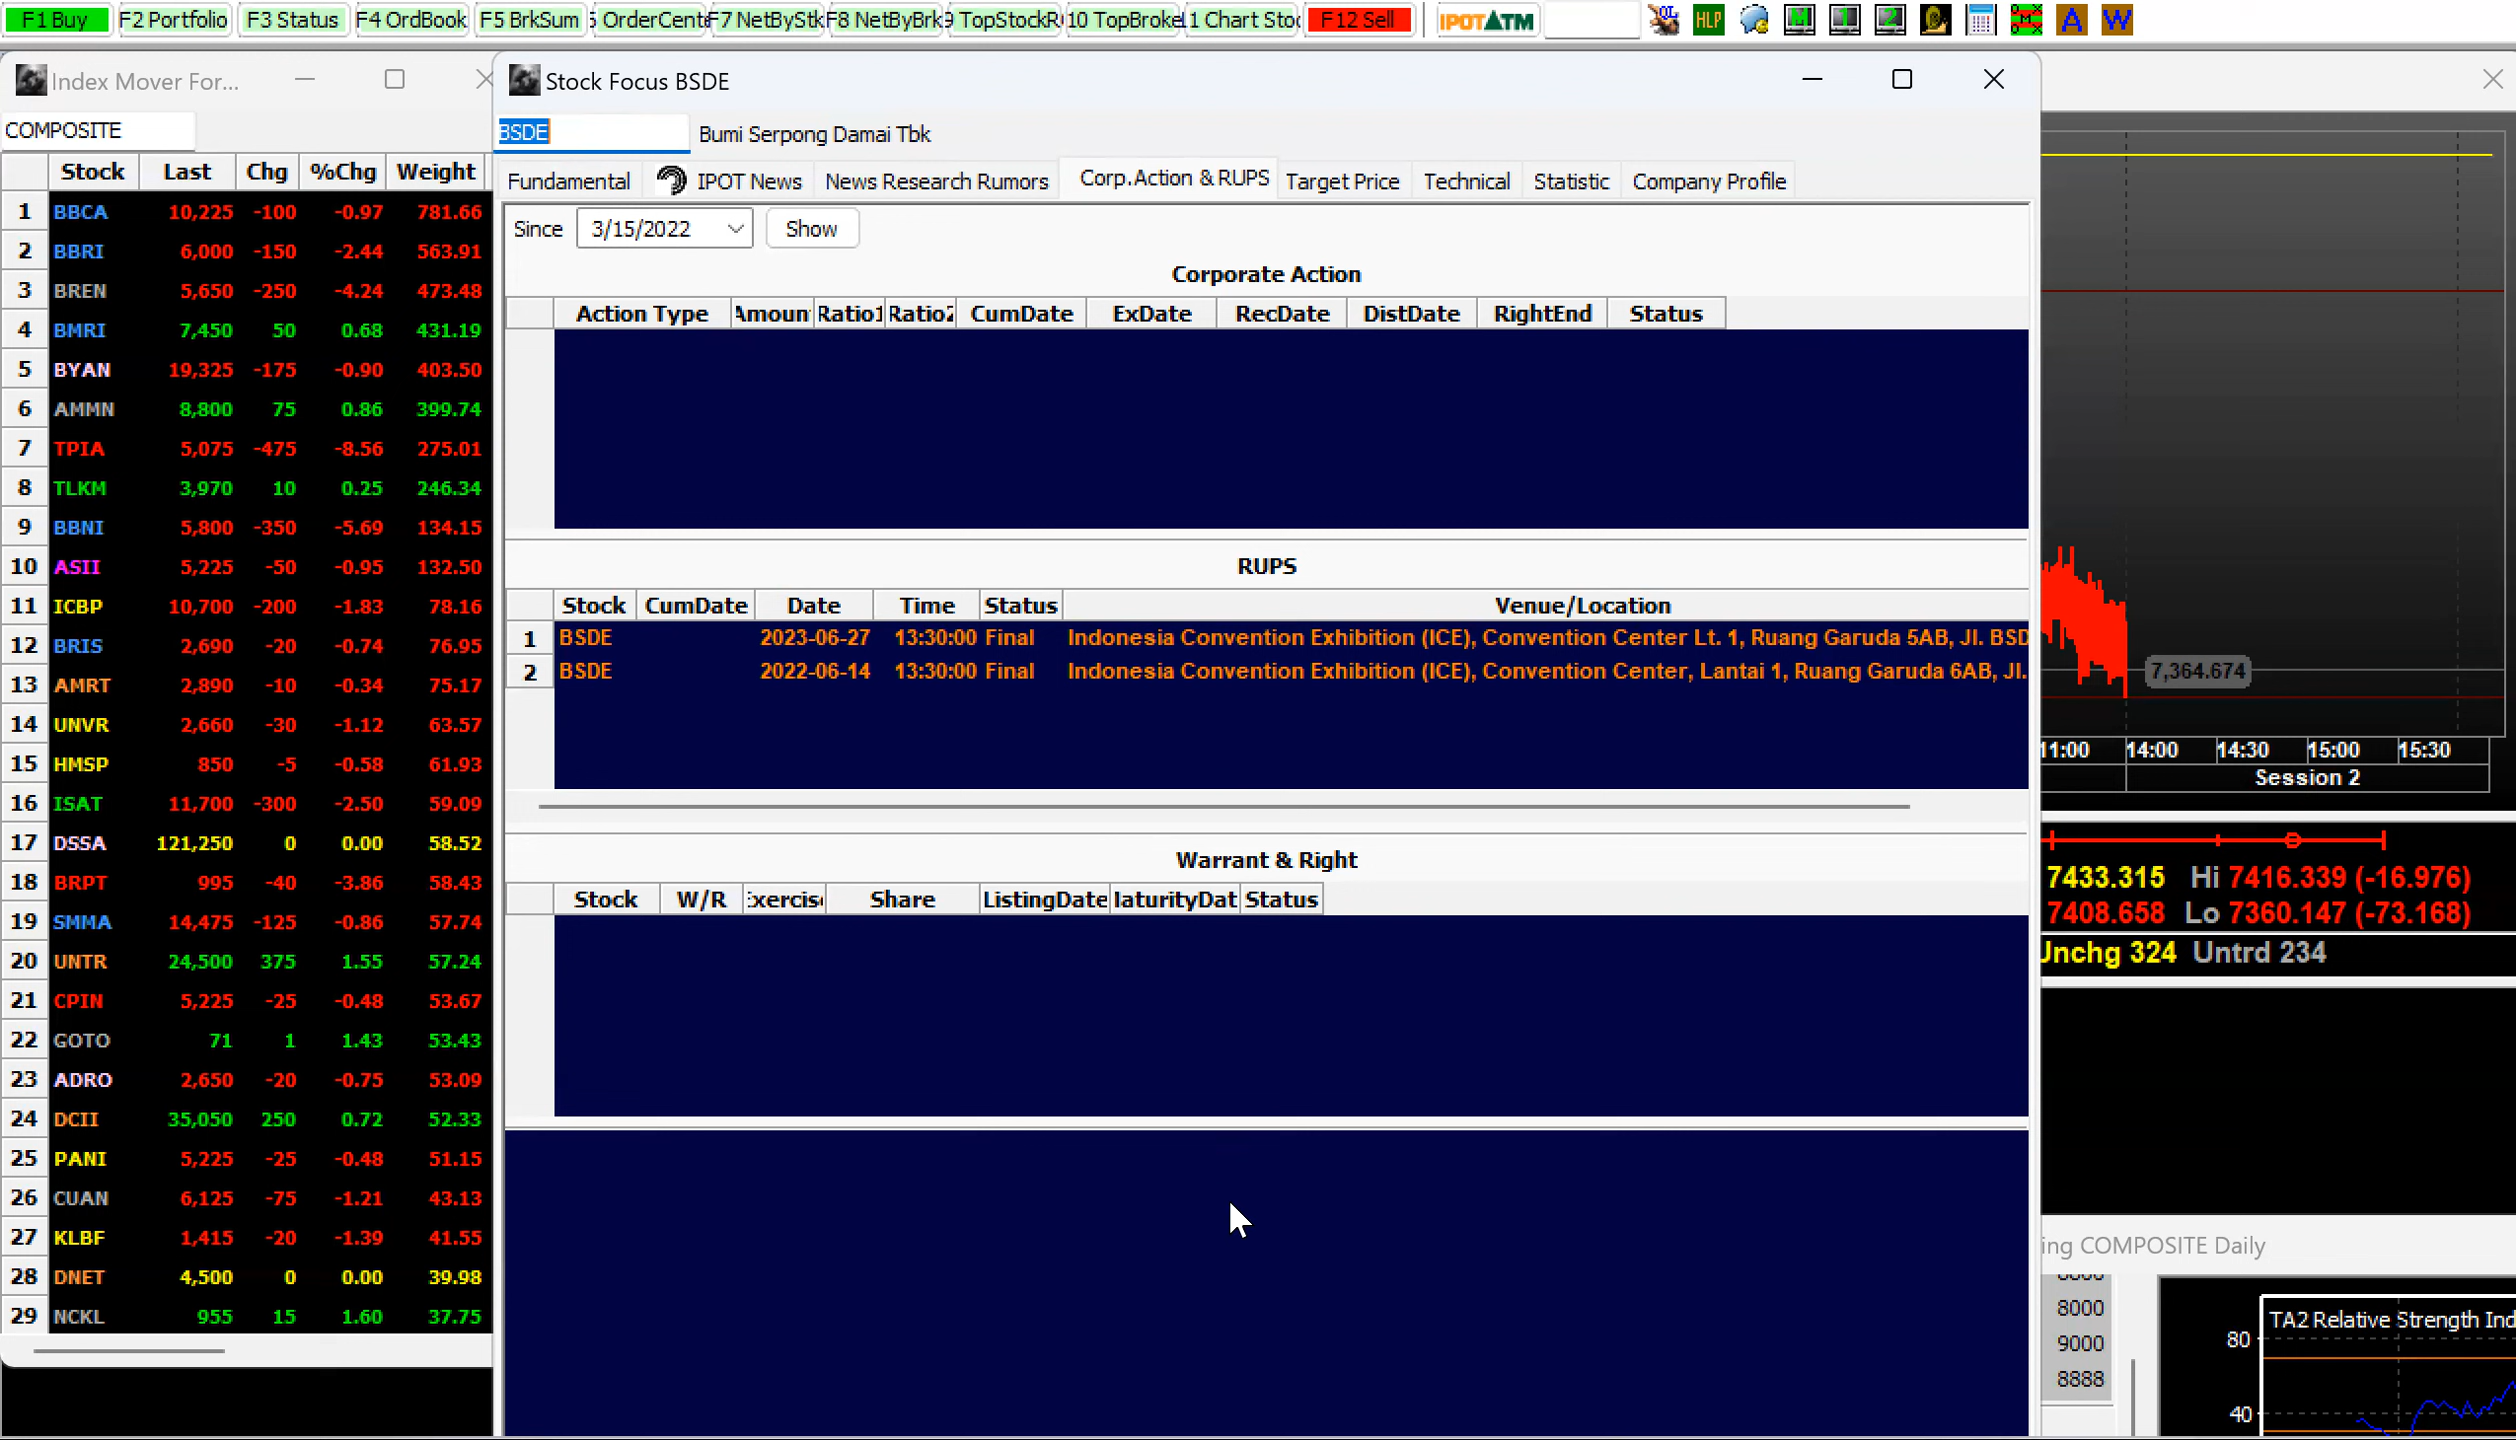 F1 Buy F2 Portfolio F3 Status F4 OrdBook F5 BrkSum OrderCente F7 NetByStk F8 NetByBrk 9 TopStockR 10 TopBroke 1 Chart Sto F12 Sell IPOTATM HLP M 1 2 A W
Index Mover For...
COMPOSITE
Stock Last Chg %Chg Weight
1 BBCA 10,225 -100 -0.97 781.66
2 BBRI 6,000 -150 -2.44 563.91
3 BREN 5,650 -250 -4.24 473.48
4 BMRI 7,450 50 0.68 431.19
5 BYAN 19,325 -175 -0.90 403.50
6 AMMN 8,800 75 0.86 399.74
7 TPIA 5,075 -475 -8.56 275.01
8 TLKM 3,970 10 0.25 246.34
9 BBNI 5,800 -350 -5.69 134.15
10 ASII 5,225 -50 -0.95 132.50
11 ICBP 10,700 -200 -1.83 78.16
12 BRIS 2,690 -20 -0.74 76.95
13 AMRT 2,890 -10 -0.34 75.17
14 UNVR 2,660 -30 -1.12 63.57
15 HMSP 850 -5 -0.58 61.93
16 ISAT 11,700 -300 -2.50 59.09
17 DSSA 121,250 0 0.00 58.52
18 BRPT 995 -40 -3.86 58.43
19 SMMA 14,475 -125 -0.86 57.74
20 UNTR 24,500 375 1.55 57.24
21 CPIN 5,225 -25 -0.48 53.67
22 GOTO 71 1 1.43 53.43
23 ADRO 2,650 -20 -0.75 53.09
24 DCII 35,050 250 0.72 52.33
25 PANI 5,225 -25 -0.48 51.15
26 CUAN 6,125 -75 -1.21 43.13
27 KLBF 1,415 -20 -1.39 41.55
28 DNET 4,500 0 0.00 39.98
29 NCKL 955 15 1.60 37.75
Stock Focus BSDE
BSDE Bumi Serpong Damai Tbk
Fundamental IPOT News News Research Rumors Corp.Action & RUPS Target Price Technical Statistic Company Profile
Since 3/15/2022 Show
Corporate Action
Action Type Amoun Ratio1 Ratio2 CumDate ExDate RecDate DistDate RightEnd Status
RUPS
Stock CumDate Date Time Status Venue/Location
1 BSDE 2023-06-27 13:30:00 Final Indonesia Convention Exhibition (ICE), Convention Center Lt. 1, Ruang Garuda 5AB, Jl. BSD
2 BSDE 2022-06-14 13:30:00 Final Indonesia Convention Exhibition (ICE), Convention Center, Lantai 1, Ruang Garuda 6AB, Jl.
Warrant & Right
Stock W/R Exercis Share ListingDate MaturityDat Status
7,364.674
11:00 14:00 14:30 15:00 15:30
Session 2
7433.315 Hi 7416.339 (-16.976)
7408.658 Lo 7360.147 (-73.168)
Unchg 324 Untrd 234
ing COMPOSITE Daily
8000
9000
8888
TA2 Relative Strength Ind
80
40